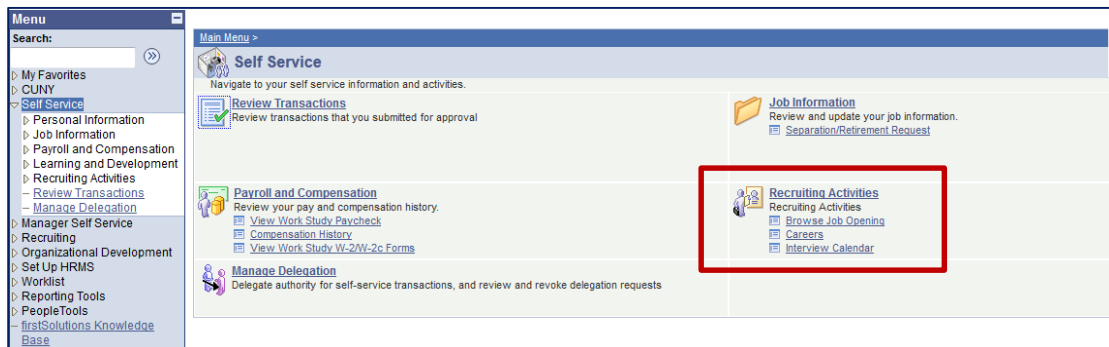 Menu
Search:
My Favorites
CUNY
Self Service
Personal Information
Job Information
Payroll and Compensation
Learning and Development
Recruiting Activities
Review Transactions
Manage Delegation
Manager Self Service
Recruiting
Organizational Development
Set Up HRMS
Worklist
Reporting Tools
PeopleTools
firstSolutions Knowledge
Base
Main Menu >
Self Service
Navigate to your self service information and activities.
Review Transactions
Review transactions that you submitted for approval
Job Information
Review and update your job information.
Separation/Retirement Request
Payroll and Compensation
Review your pay and compensation history.
View Work Study Paycheck
Compensation History
View Work Study W-2/W-2c Forms
Recruiting Activities
Recruiting Activities
Browse Job Opening
Careers
Interview Calendar
Manage Delegation
Delegate authority for self-service transactions, and review and revoke delegation requests